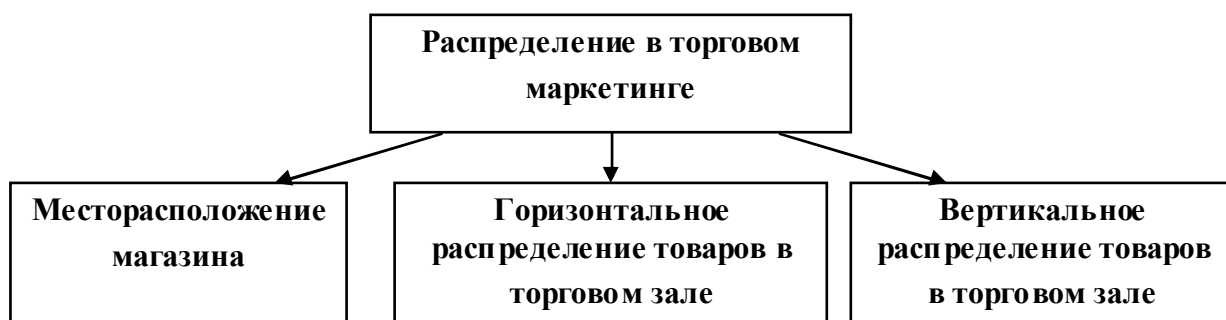 Распределение в торговом
маркетинге
Месторасположение
магазина
Горизонтальное
распределение товаров в
торговом зале
Вертикальное
распределение товаров
в торговом зале